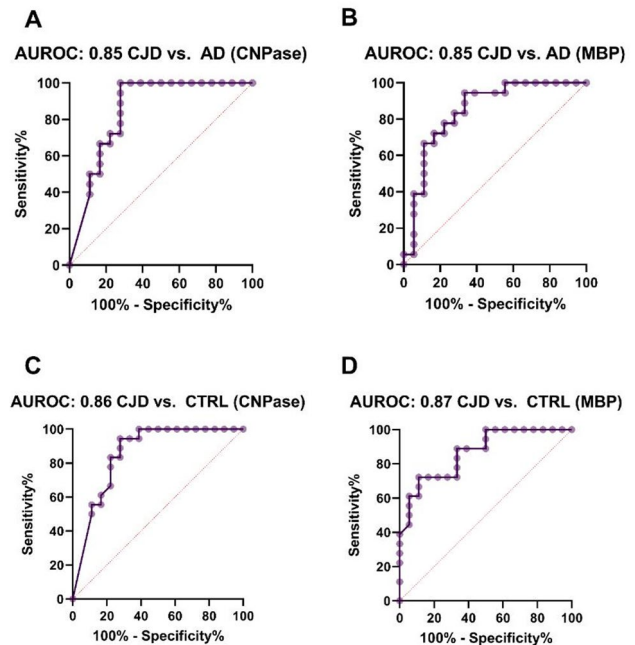 A
AUROC: 0.85 CJD vs. AD (CNPase)
100
80
60
40
20
0
Sensitivity%
0 20 40 60 80 100
100% - Specificity%
B
AUROC: 0.85 CJD vs. AD (MBP)
100
80
60
40
20
0
Sensitivity%
0 20 40 60 80 100
100% - Specificity%
C
AUROC: 0.86 CJD vs. CTRL (CNPase)
100
80
60
40
20
0
Sensitivity%
0 20 40 60 80 100
100% - Specificity%
D
AUROC: 0.87 CJD vs. CTRL (MBP)
100
80
60
40
20
0
Sensitivity%
0 20 40 60 80 100
100% - Specificity%